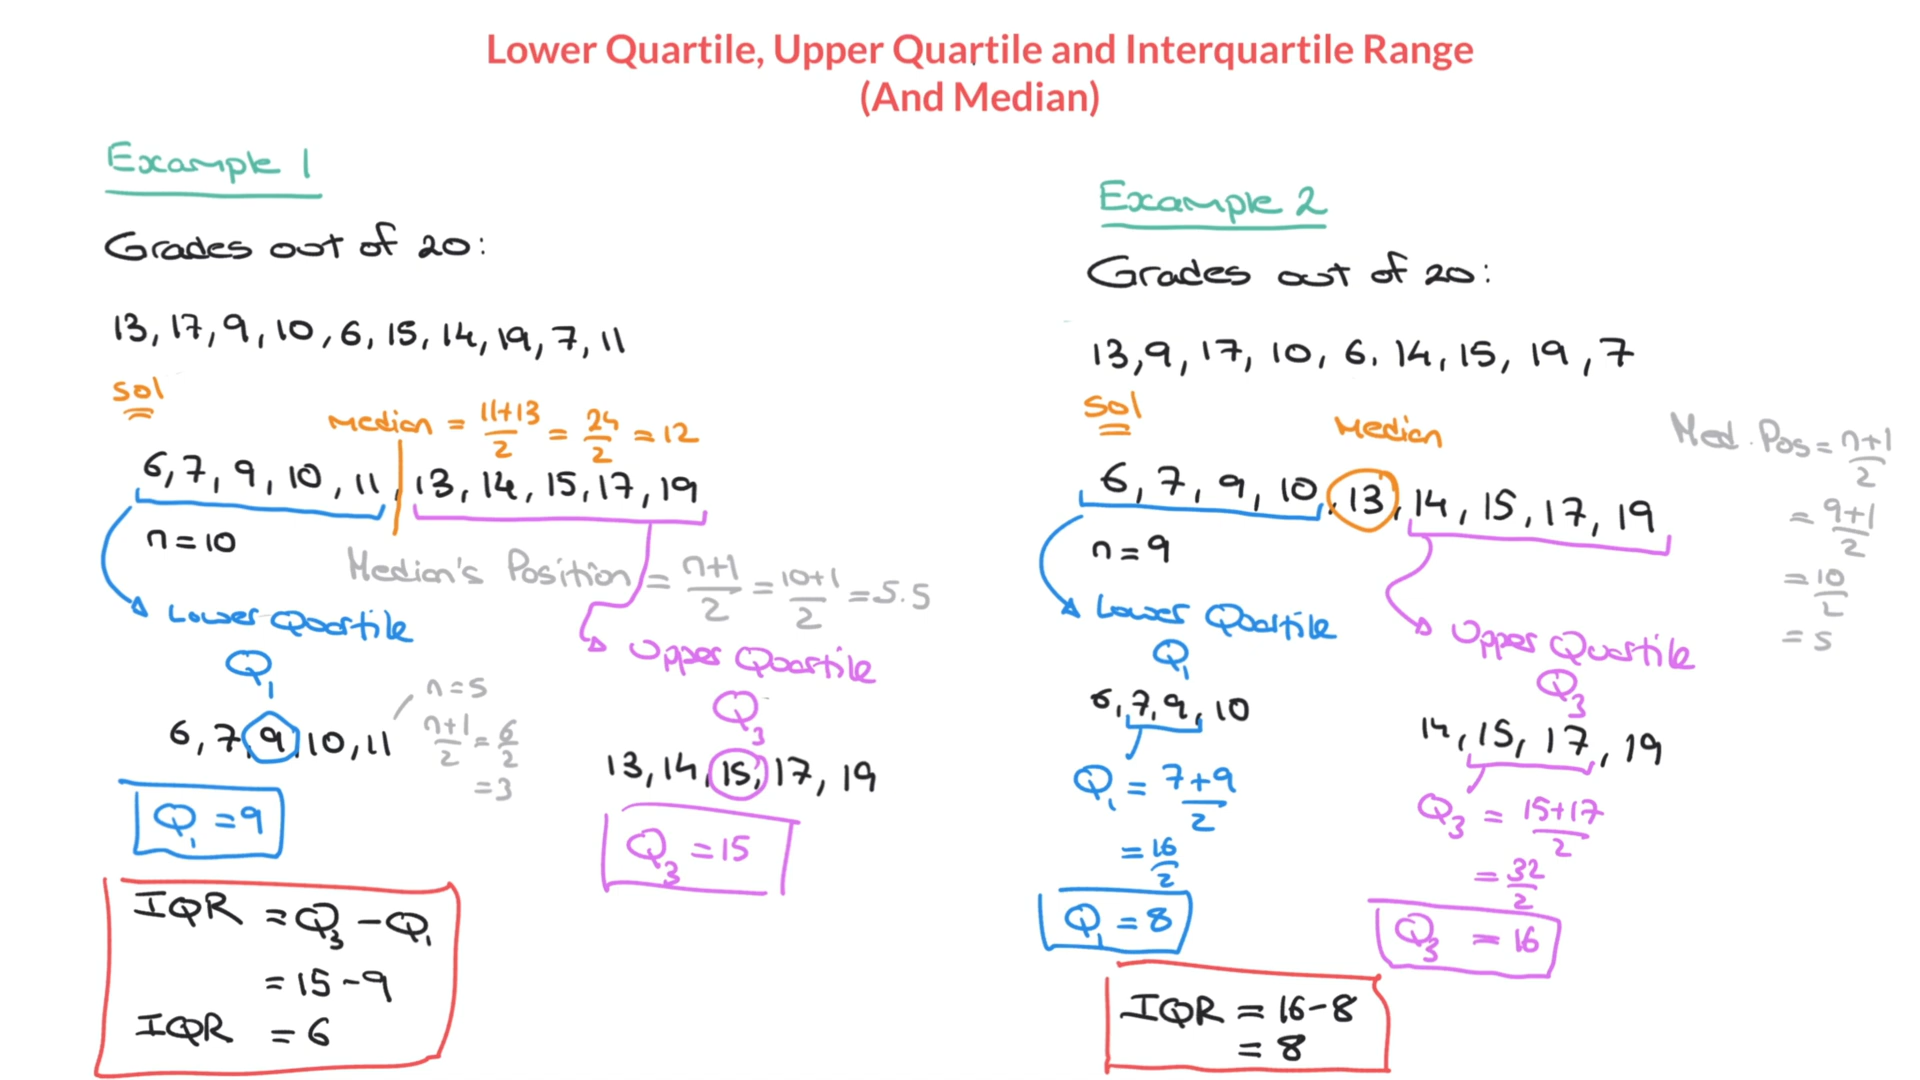 Lower Quartile, Upper Quartile and Interquartile Range
(And Median)
Example 1
Grades out of 20:
13, 17, 9, 10, 6, 15, 14, 19, 7, 11
sol
Median = 11+13/2 = 24/2 = 12
6, 7, 9, 10, 11, 13, 14, 15, 17, 19
n = 10
Median's Position = n+1/2 = 10+1/2 = 5.5
Lower Quartile
Q1
6, 7, 9, 10, 11
n = 5
n+1/2 = 6/2
= 3
Q1 = 9
Upper Quartile
Q3
13, 14, 15, 17, 19
Q3 = 15
IQR = Q3 - Q1
= 15 - 9
IQR = 6
Example 2
Grades out of 20:
13, 9, 17, 10, 6. 14, 15, 19, 7
sol
Median
6, 7, 9, 10, 13, 14, 15, 17, 19
n = 9
Med. Pos = n+1/2
= 9+1/2
= 10/2
= 5
Lower Quartile
Q1
6, 7, 9, 10
Q1 = 7+9/2
= 16/2
Q1 = 8
Upper Quartile
Q3
14, 15, 17, 19
Q3 = 15+17/2
= 32/2
Q3 = 16
IQR = 16-8
= 8